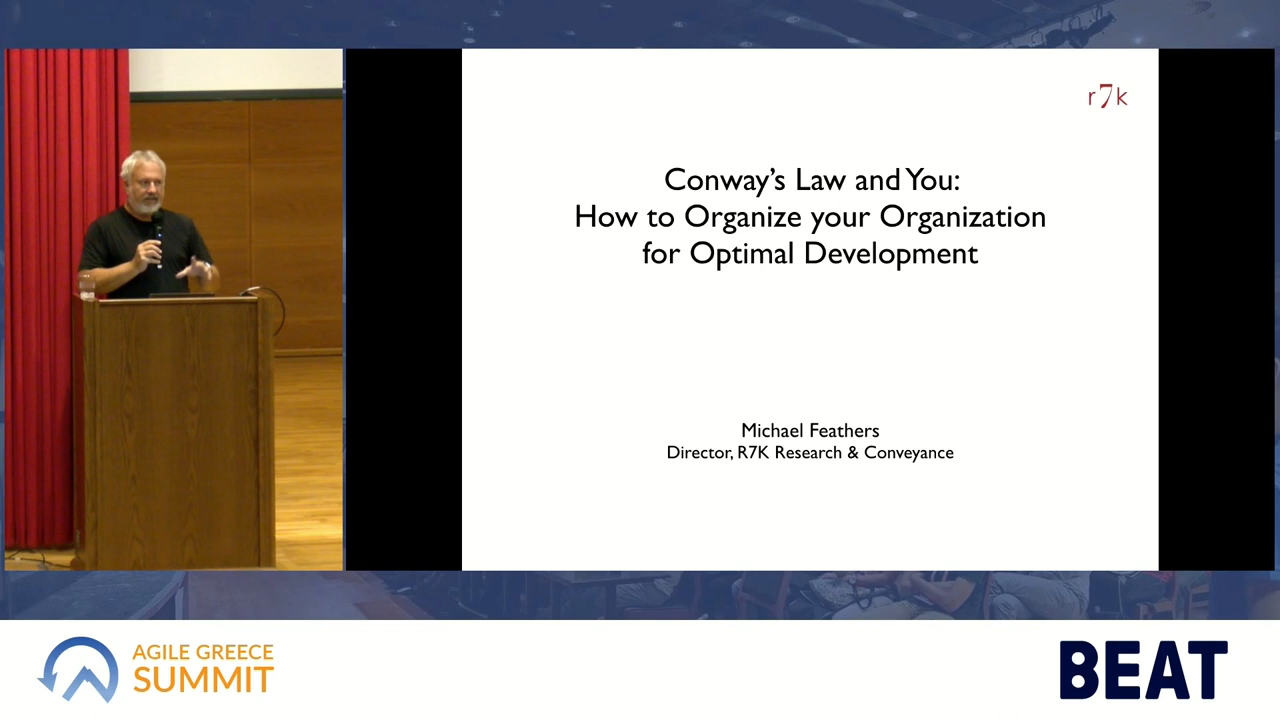 r7k
Conway's Law and You:
How to Organize your Organization
for Optimal Development
Michael Feathers
Director, R7K Research & Conveyance
AGILE GREECE
SUMMIT
BEAT